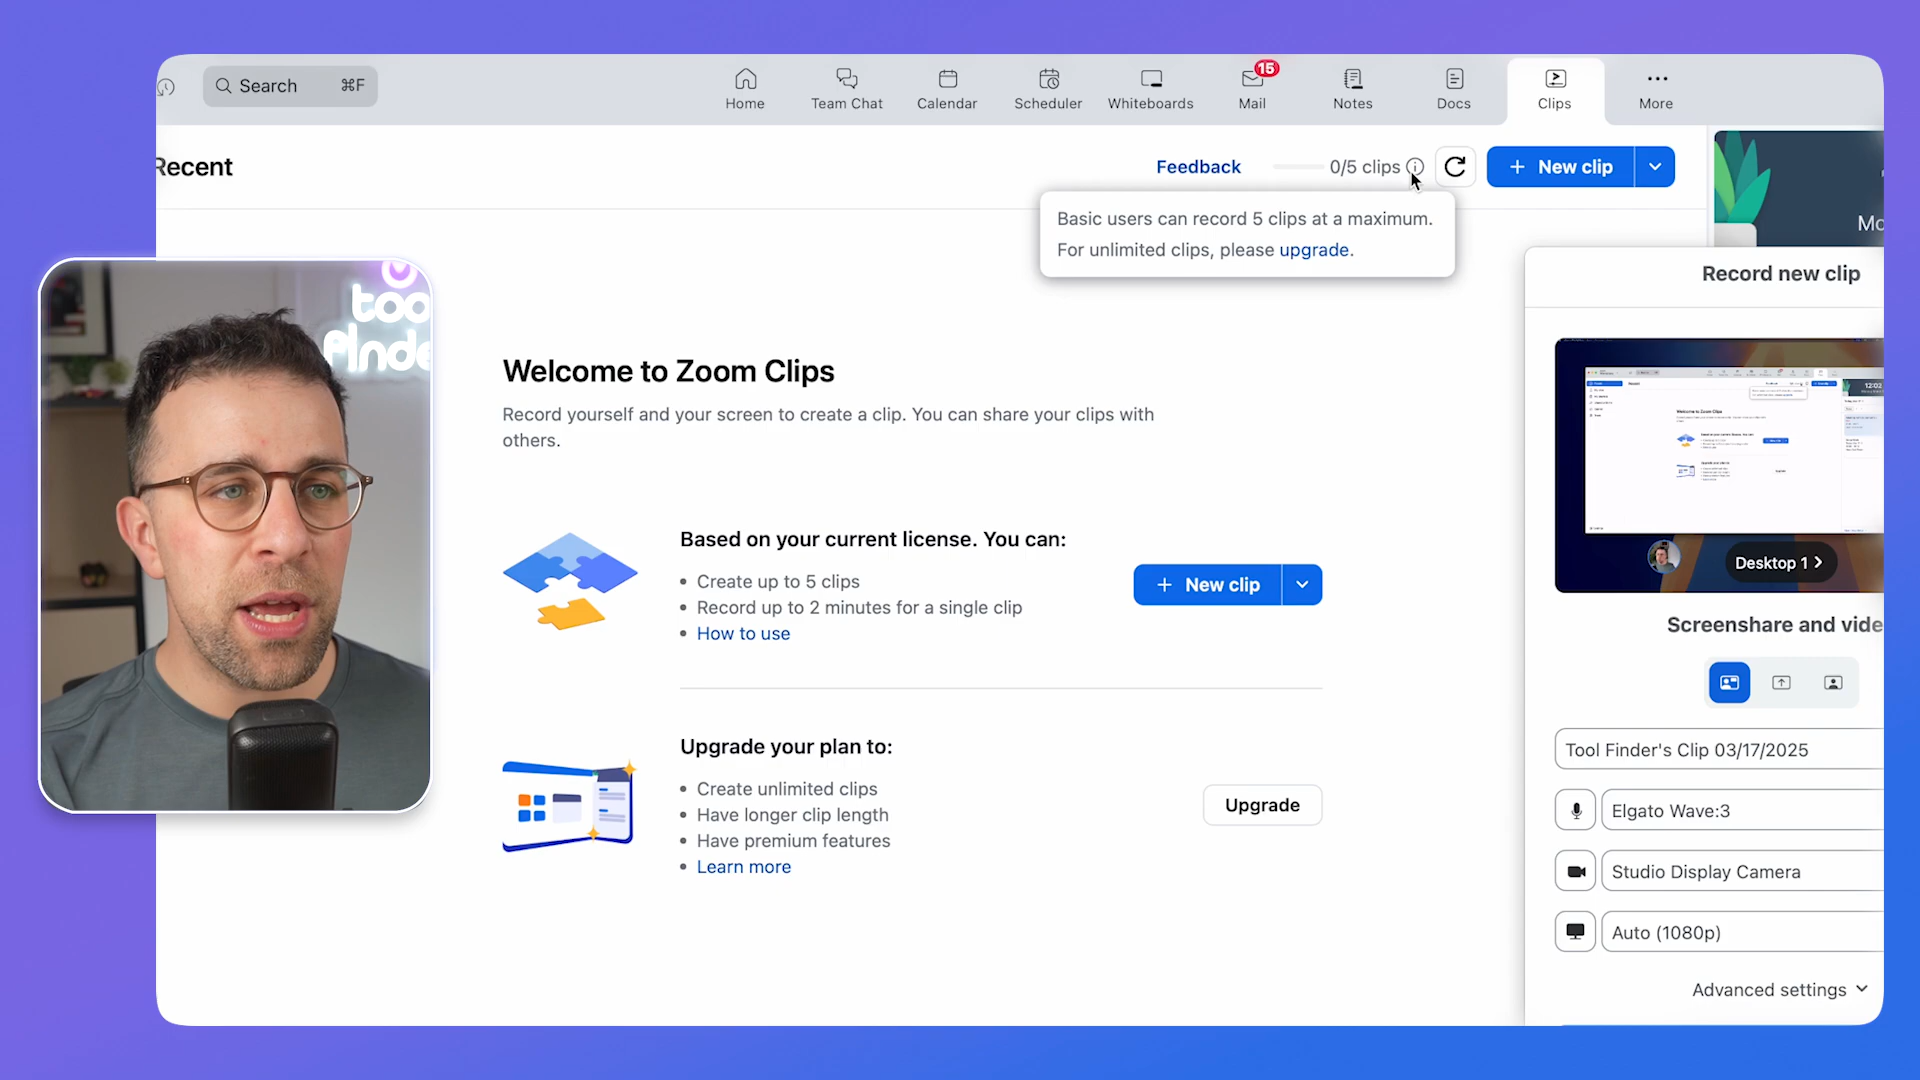 Search ⌘F
Home
Team Chat
Calendar
Scheduler
Whiteboards
15
Mail
Notes
Docs
Clips
More
Recent
Feedback
0/5 clips
+ New clip
Basic users can record 5 clips at a maximum.
For unlimited clips, please upgrade.
Mo
Record new clip
12:02
Desktop 1 >
Screenshare and vide
Tool Finder's Clip 03/17/2025
Elgato Wave:3
Studio Display Camera
Auto (1080p)
Advanced settings
too
finde
Welcome to Zoom Clips
Record yourself and your screen to create a clip. You can share your clips with
others.
Based on your current license. You can:
• Create up to 5 clips
• Record up to 2 minutes for a single clip
• How to use
+ New clip
Upgrade your plan to:
• Create unlimited clips
• Have longer clip length
• Have premium features
• Learn more
Upgrade